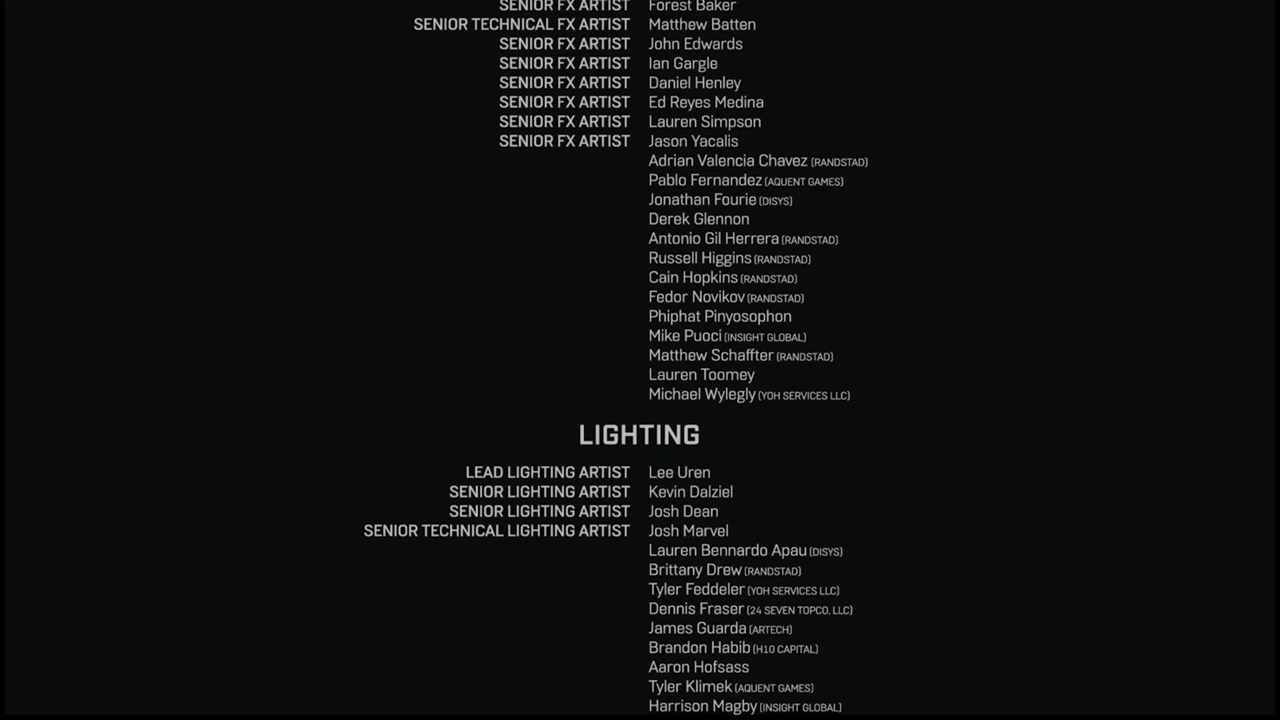 SENIOR FX ARTIST Forest Baker
SENIOR TECHNICAL FX ARTIST Matthew Batten
SENIOR FX ARTIST John Edwards
SENIOR FX ARTIST Ian Gargle
SENIOR FX ARTIST Daniel Henley
SENIOR FX ARTIST Ed Reyes Medina
SENIOR FX ARTIST Lauren Simpson
SENIOR FX ARTIST Jason Yacalis
Adrian Valencia Chavez (RANDSTAD)
Pablo Fernandez (AQUENT GAMES)
Jonathan Fourie (DISYS)
Derek Glennon
Antonio Gil Herrera (RANDSTAD)
Russell Higgins (RANDSTAD)
Cain Hopkins (RANDSTAD)
Fedor Novikov (RANDSTAD)
Phiphat Pinyosophon
Mike Puoci (INSIGHT GLOBAL)
Matthew Schaffter (RANDSTAD)
Lauren Toomey
Michael Wylegly (YOH SERVICES LLC)
LIGHTING
LEAD LIGHTING ARTIST Lee Uren
SENIOR LIGHTING ARTIST Kevin Dalziel
SENIOR LIGHTING ARTIST Josh Dean
SENIOR TECHNICAL LIGHTING ARTIST Josh Marvel
Lauren Bennardo Apau (DISYS)
Brittany Drew (RANDSTAD)
Tyler Feddeler (YOH SERVICES LLC)
Dennis Fraser (24 SEVEN TOPCO, LLC)
James Guarda (ARTECH)
Brandon Habib (H10 CAPITAL)
Aaron Hofsass
Tyler Klimek (AQUENT GAMES)
Harrison Magby (INSIGHT GLOBAL)